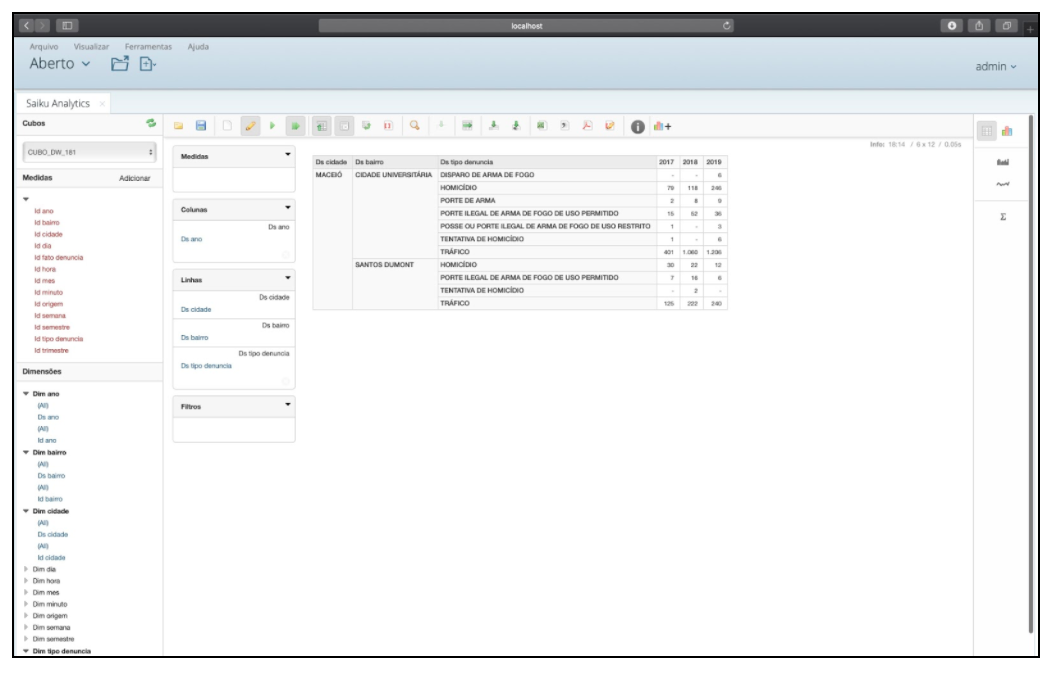 localhost
Arquivo Visualizar Ferramentas Ajuda
Aberto
admin
Saiku Analytics ×
Cubos
CUBO_DW_181
Medidas Adicionar
Id ano
Id bairro
Id cidade
Id dia
Id fato denuncia
Id hora
Id mes
Id minuto
Id origem
Id semana
Id semestre
Id tipo denuncia
Id trimestre
Dimensões
Dim ano
(All)
Ds ano
(All)
Id ano
Dim bairro
(All)
Ds bairro
(All)
Id bairro
Dim cidade
(All)
Ds cidade
(All)
Id cidade
Dim dia
Dim hora
Dim mes
Dim minuto
Dim origem
Dim semana
Dim semestre
Dim tipo denuncia
Medidas
Colunas
Ds ano
Ds ano
Linhas
Ds cidade
Ds cidade
Ds bairro
Ds bairro
Ds tipo denuncia
Ds tipo denuncia
Filtros
Info: 18:14 / 6 x 12 / 0.05s
Ds cidade Ds bairro Ds tipo denuncia 2017 2018 2019
MACEIÓ CIDADE UNIVERSITÁRIA DISPARO DE ARMA DE FOGO - - 6
HOMICÍDIO 79 118 246
PORTE DE ARMA 2 8
PORTE ILEGAL DE ARMA DE FOGO DE USO PERMITIDO 15 52 36
POSSE OU PORTE ILEGAL DE ARMA DE FOGO DE USO RESTRITO 1 - 3
TENTATIVA DE HOMICÍDIO 1 - 6
TRÁFICO 401 1.060
SANTOS DUMONT HOMICÍDIO 30 22 12
PORTE ILEGAL DE ARMA DE FOGO DE USO PERMITIDO 7 16 6
TENTATIVA DE HOMICÍDIO - 2 -
TRÁFICO 125 222 240
Σ